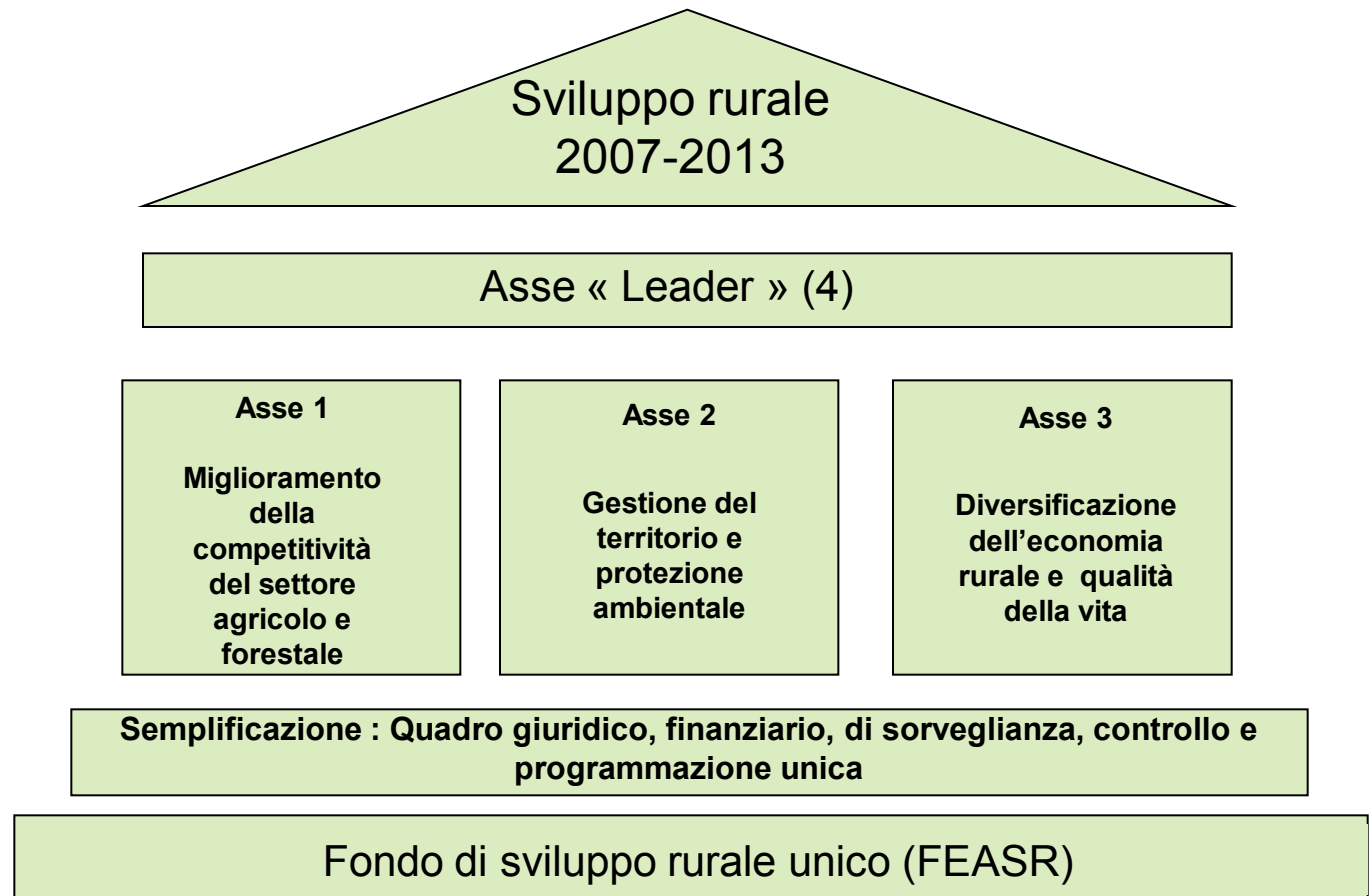 Sviluppo rurale
2007-2013
Asse « Leader » (4)
Asse 1
Miglioramento
della
competitività
del settore
agricolo e
forestale
Asse 2
Gestione del
territorio e
protezione
ambientale
Asse 3
Diversificazione
dell’economia
rurale e qualità
della vita
Semplificazione : Quadro giuridico, finanziario, di sorveglianza, controllo e
programmazione unica
Fondo di sviluppo rurale unico (FEASR)